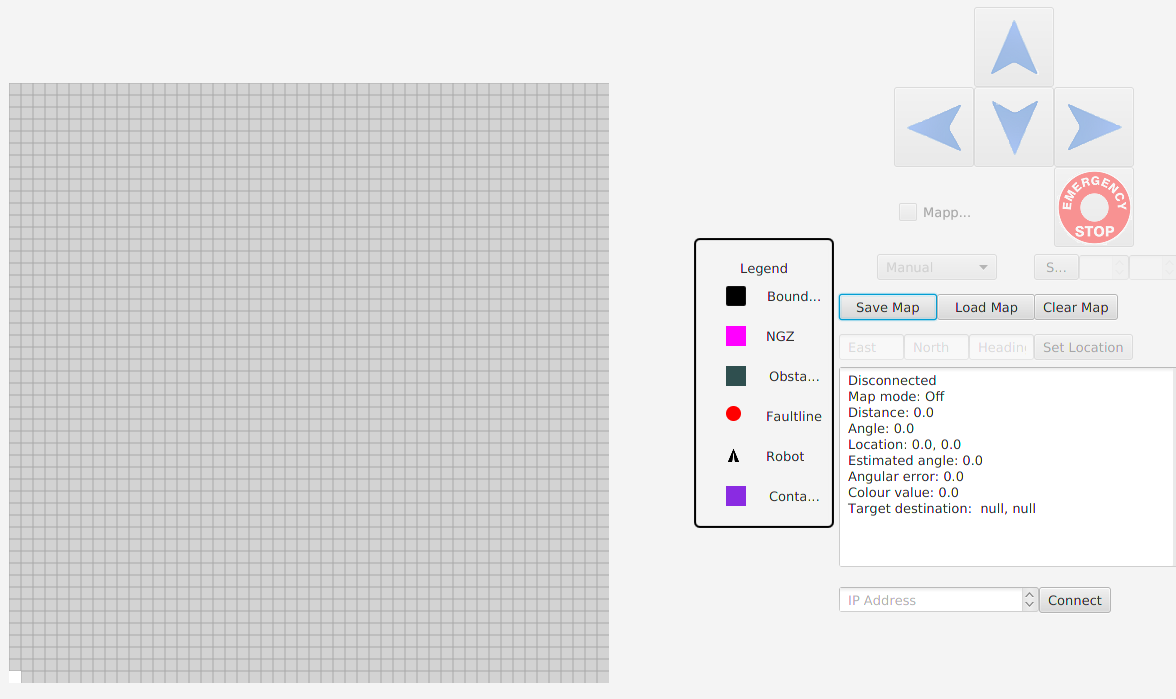 EMERGENCY
STOP
Mapp...
Manual
S...
Legend
Bound...
NGZ
Obsta...
Faultline
Robot
Conta...
Save Map
Load Map
Clear Map
East
North
Headin
Set Location
Disconnected
Map mode: Off
Distance: 0.0
Angle: 0.0
Location: 0.0, 0.0
Estimated angle: 0.0
Angular error: 0.0
Colour value: 0.0
Target destination:  null, null
IP Address
Connect